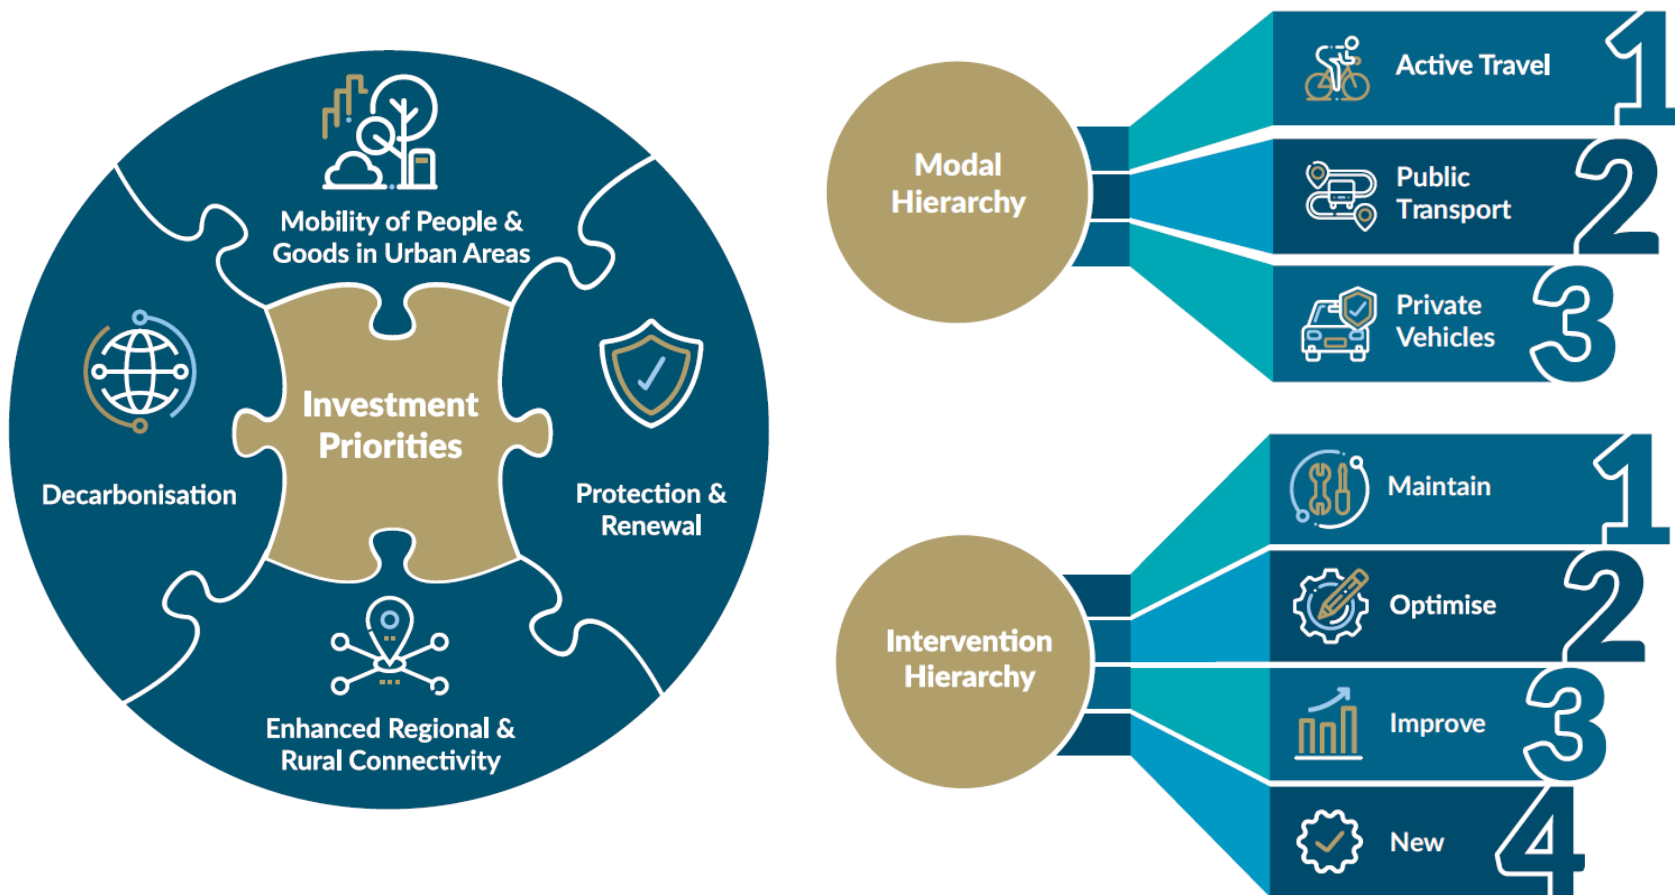 Mobility of People &
Goods in Urban Areas
Investment
Priorities
Decarbonisation
Protection &
Renewal
Enhanced Regional &
Rural Connectivity
Modal
Hierarchy
Active Travel
1
Public
Transport
2
Private
Vehicles
3
Intervention
Hierarchy
Maintain
1
Optimise
2
Improve
3
New
4